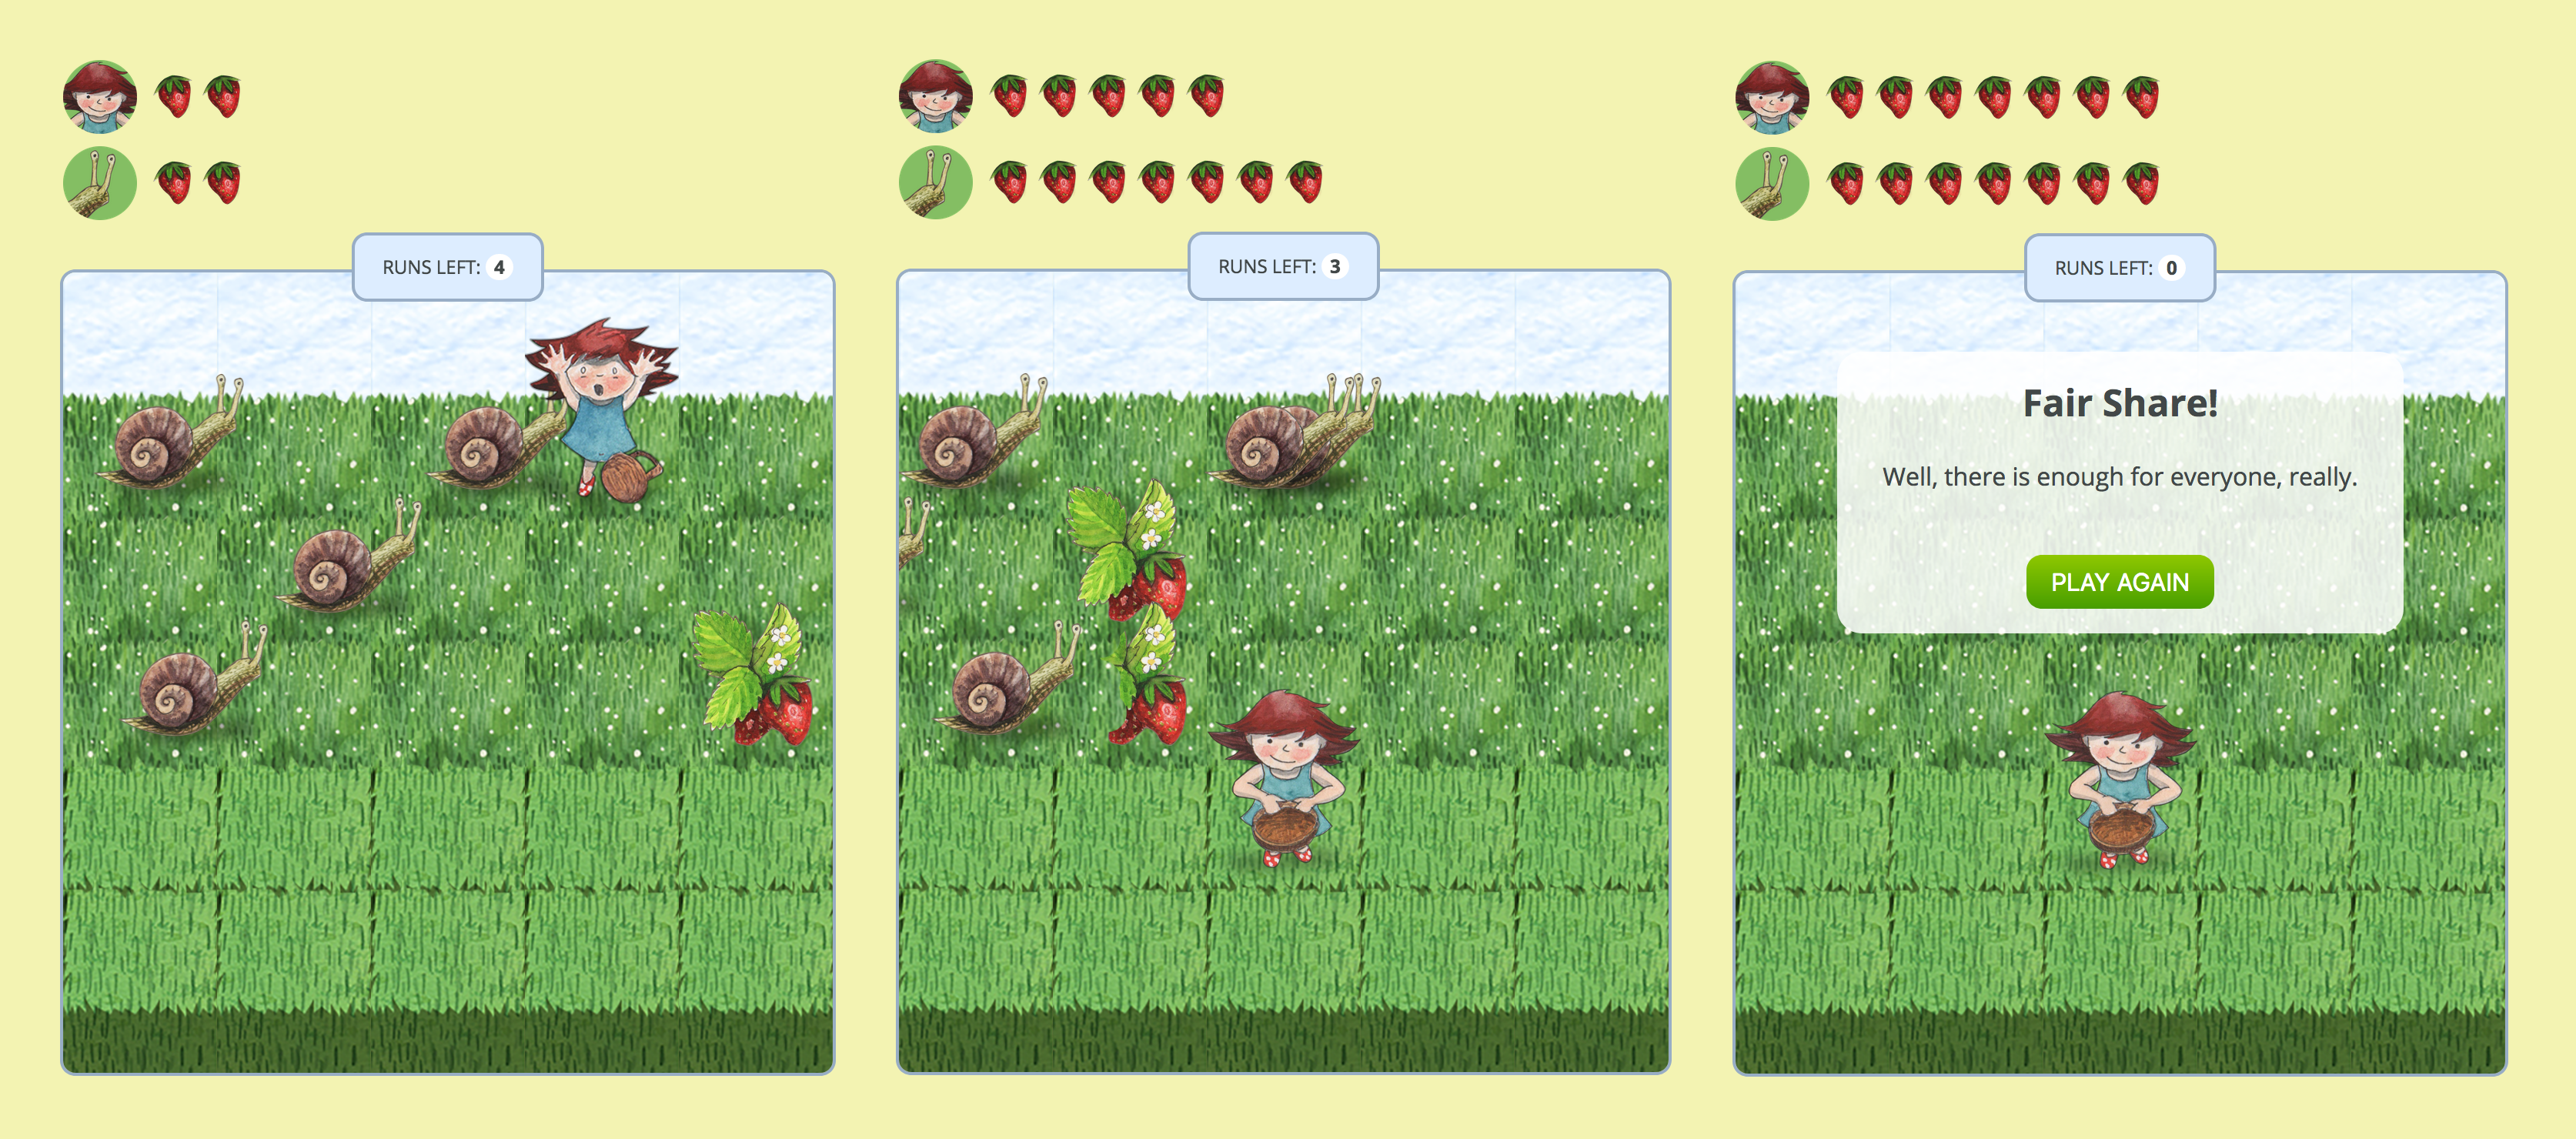 RUNS LEFT: 4
RUNS LEFT: 3
RUNS LEFT: 0
Fair Share!
Well, there is enough for everyone, really.
PLAY AGAIN